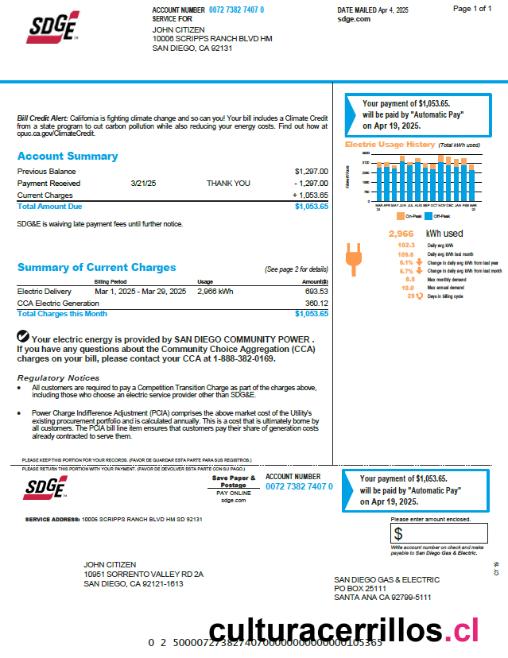 SDGE
ACCOUNT NUMBER 0072 7382 7407 0
SERVICE FOR
JOHN CITIZEN
10006 SCRIPPS RANCH BLVD HM
SAN DIEGO, CA 92131
DATE MAILED Apr 4, 2025
sdge.com
Page 1 of 1
Bill Credit Alert: California is fighting climate change and so can you! Your bill includes a Climate Credit
from a state program to cut carbon pollution while also reducing your energy costs. Find out how at
cpuc.ca.gov/ClimateCredit.
Account Summary
Previous Balance $1,297.00
Payment Received 3/21/25 THANK YOU - 1,297.00
Current Charges + 1,053.65
Total Amount Due $1,053.65
SDG&E is waiving late payment fees until further notice.
Summary of Current Charges (See page 2 for details)
Billing Period Usage Amount($)
Electric Delivery Mar 1, 2025 - Mar 29, 2025 2,966 kWh 693.53
CCA Electric Generation 360.12
Total Charges this Month $1,053.65
Your electric energy is provided by SAN DIEGO COMMUNITY POWER .
If you have any questions about the Community Choice Aggregation (CCA)
charges on your bill, please contact your CCA at 1-888-382-0169.
Regulatory Notices
• All customers are required to pay a Competition Transition Charge as part of the charges above,
including those who choose an electric service provider other than SDG&E.
• Power Charge Indifference Adjustment (PCIA) comprises the above market cost of the Utility's
existing procurement portfolio and is calculated annually. This is a cost that is ultimately borne by
all customers. The PCIA bill line item ensures that customers pay their share of generation costs
already contracted to serve them.
Your payment of $1,053.65.
will be paid by "Automatic Pay"
on Apr 19, 2025.
Electric Usage History (Total kWh used)
On-Peak Off-Peak
2,966 kWh used
102.3 Daily avg kWh
Daily avg kWh last month
Change in daily avg kWh from last year
Change in daily avg kWh from last month
Max monthly demand
Max annual demand
Days in billing cycle
PLEASE KEEP THIS PORTION FOR YOUR RECORDS. (FAVOR DE GUARDAR ESTA PARTE PARA SUS REGISTROS.)
PLEASE RETURN THIS PORTION WITH YOUR PAYMENT. (FAVOR DE DEVOLVER ESTA PARTE CON SU PAGO.)
SDGE
Save Paper &
Postage
PAY ONLINE
sdge.com
ACCOUNT NUMBER
0072 7382 7407 0
Your payment of $1,053.65.
will be paid by "Automatic Pay"
on Apr 19, 2025.
SERVICE ADDRESS: 10006 SCRIPPS RANCH BLVD HM SD 92131
Please enter amount enclosed.
$
Write account number on check and make
payable to San Diego Gas & Electric.
JOHN CITIZEN
10951 SORRENTO VALLEY RD 2A
SAN DIEGO, CA 92121-1613
SAN DIEGO GAS & ELECTRIC
PO BOX 25111
SANTA ANA CA 92799-5111
culturacerrillos.cl